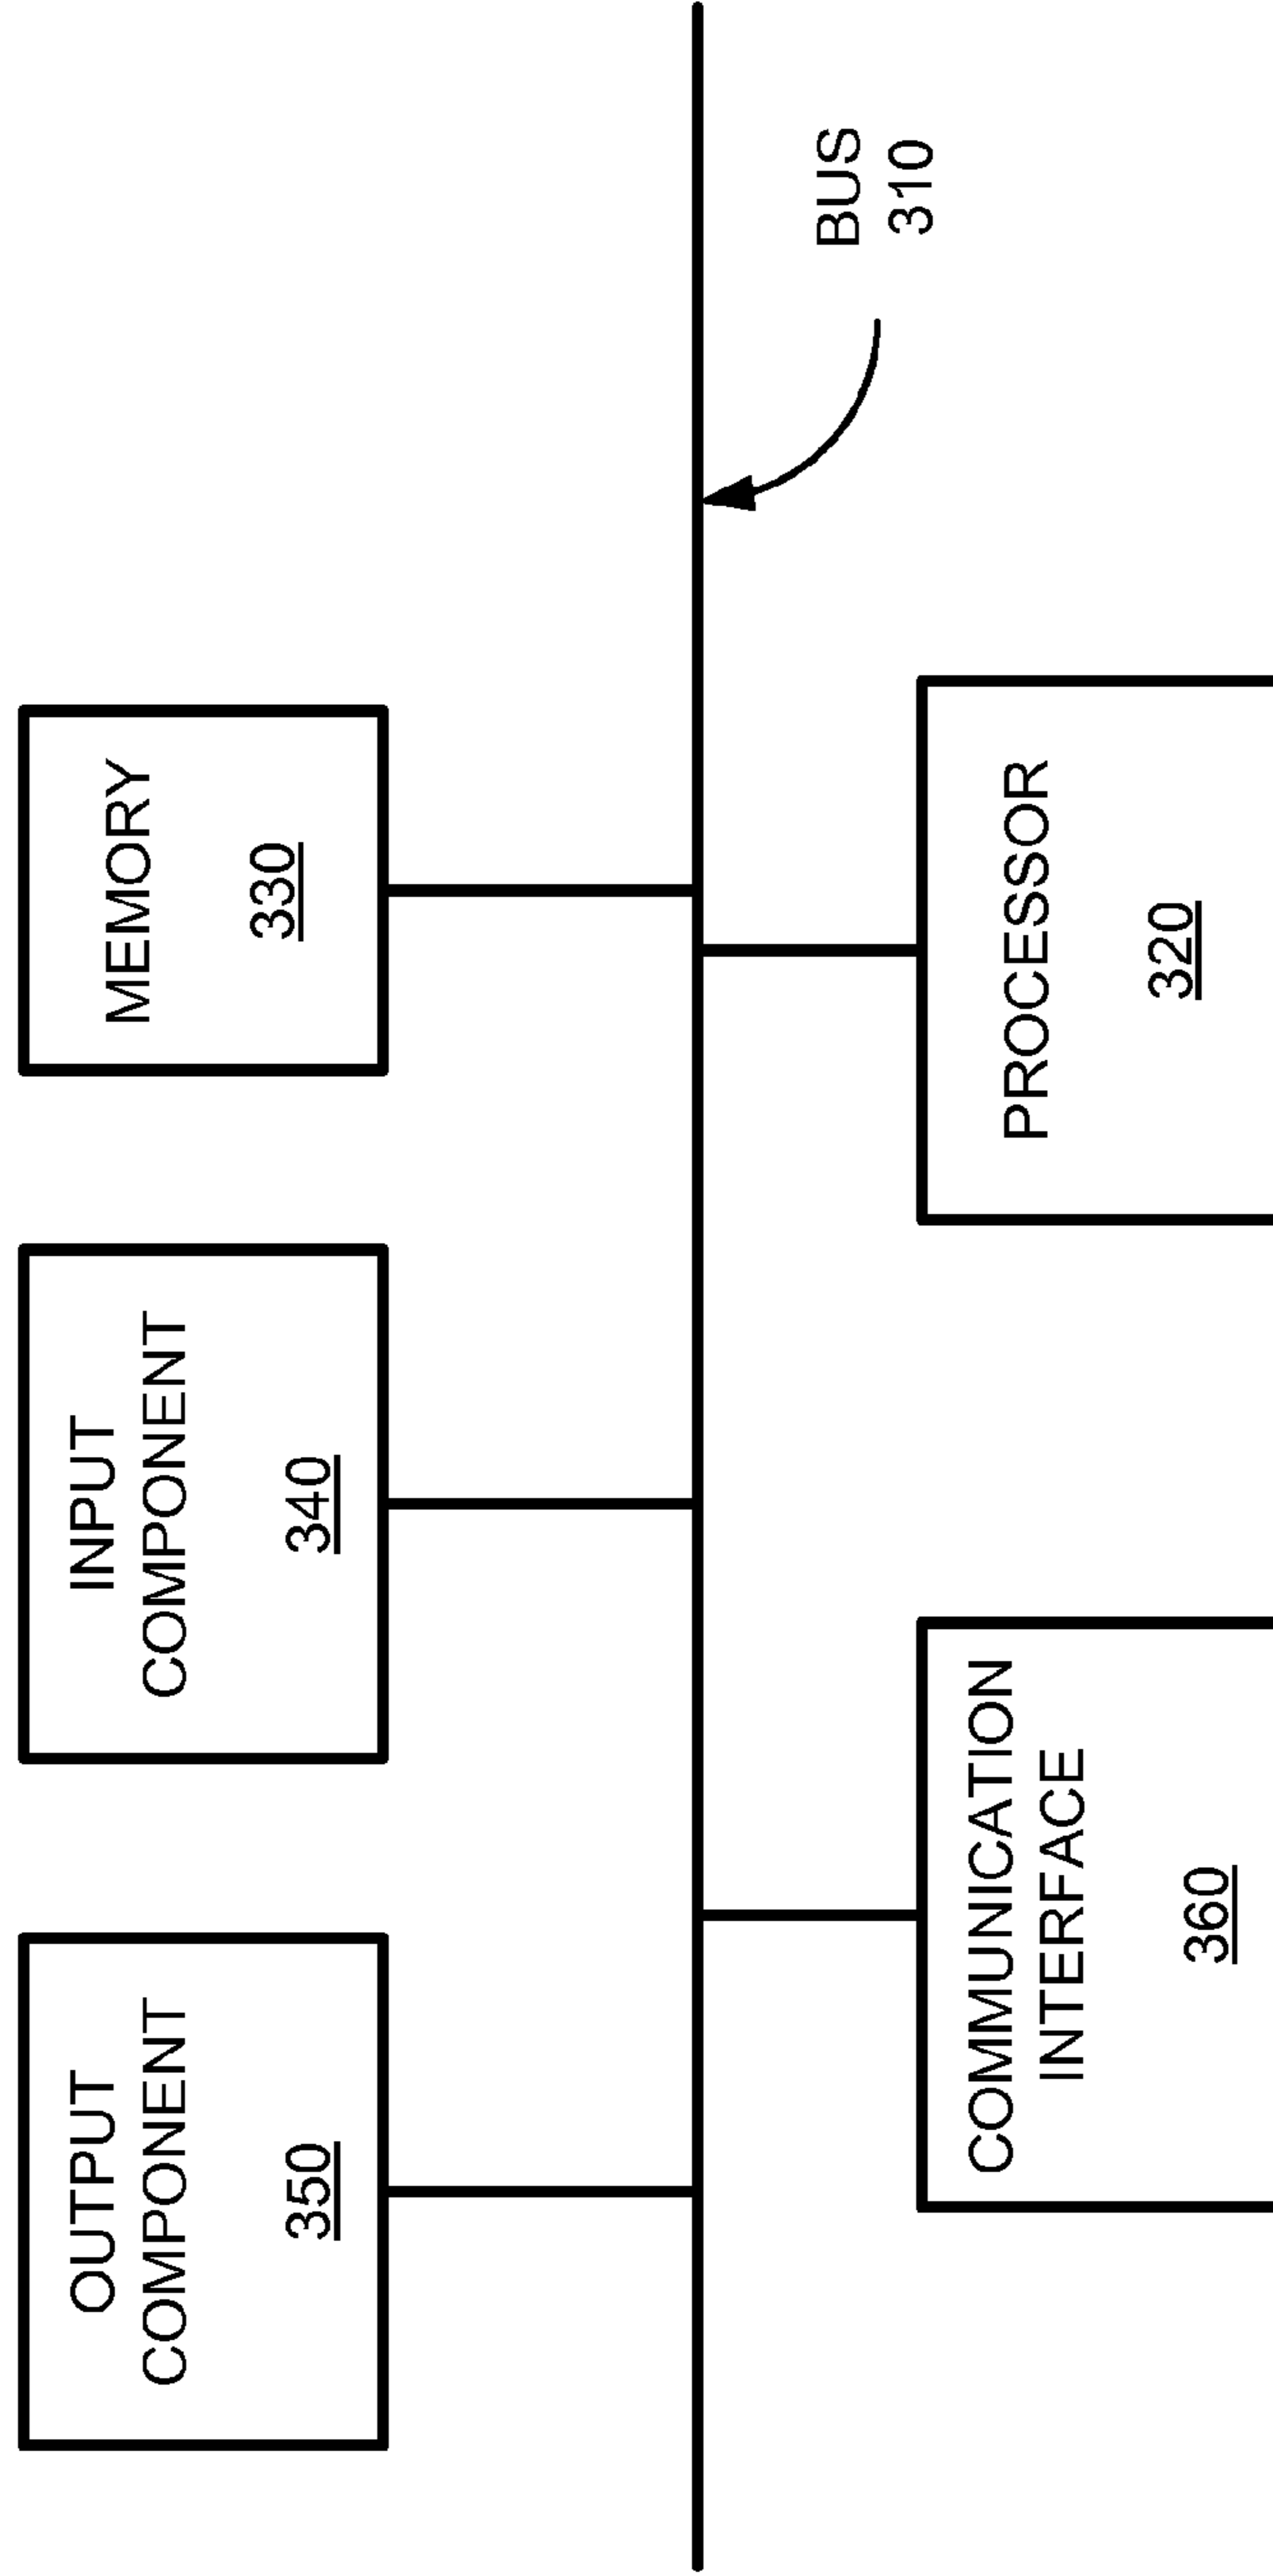 OUTPUT
COMPONENT
350
INPUT
COMPONENT
340
MEMORY
330
BUS
310
COMMUNICATION
INTERFACE
360
PROCESSOR
320